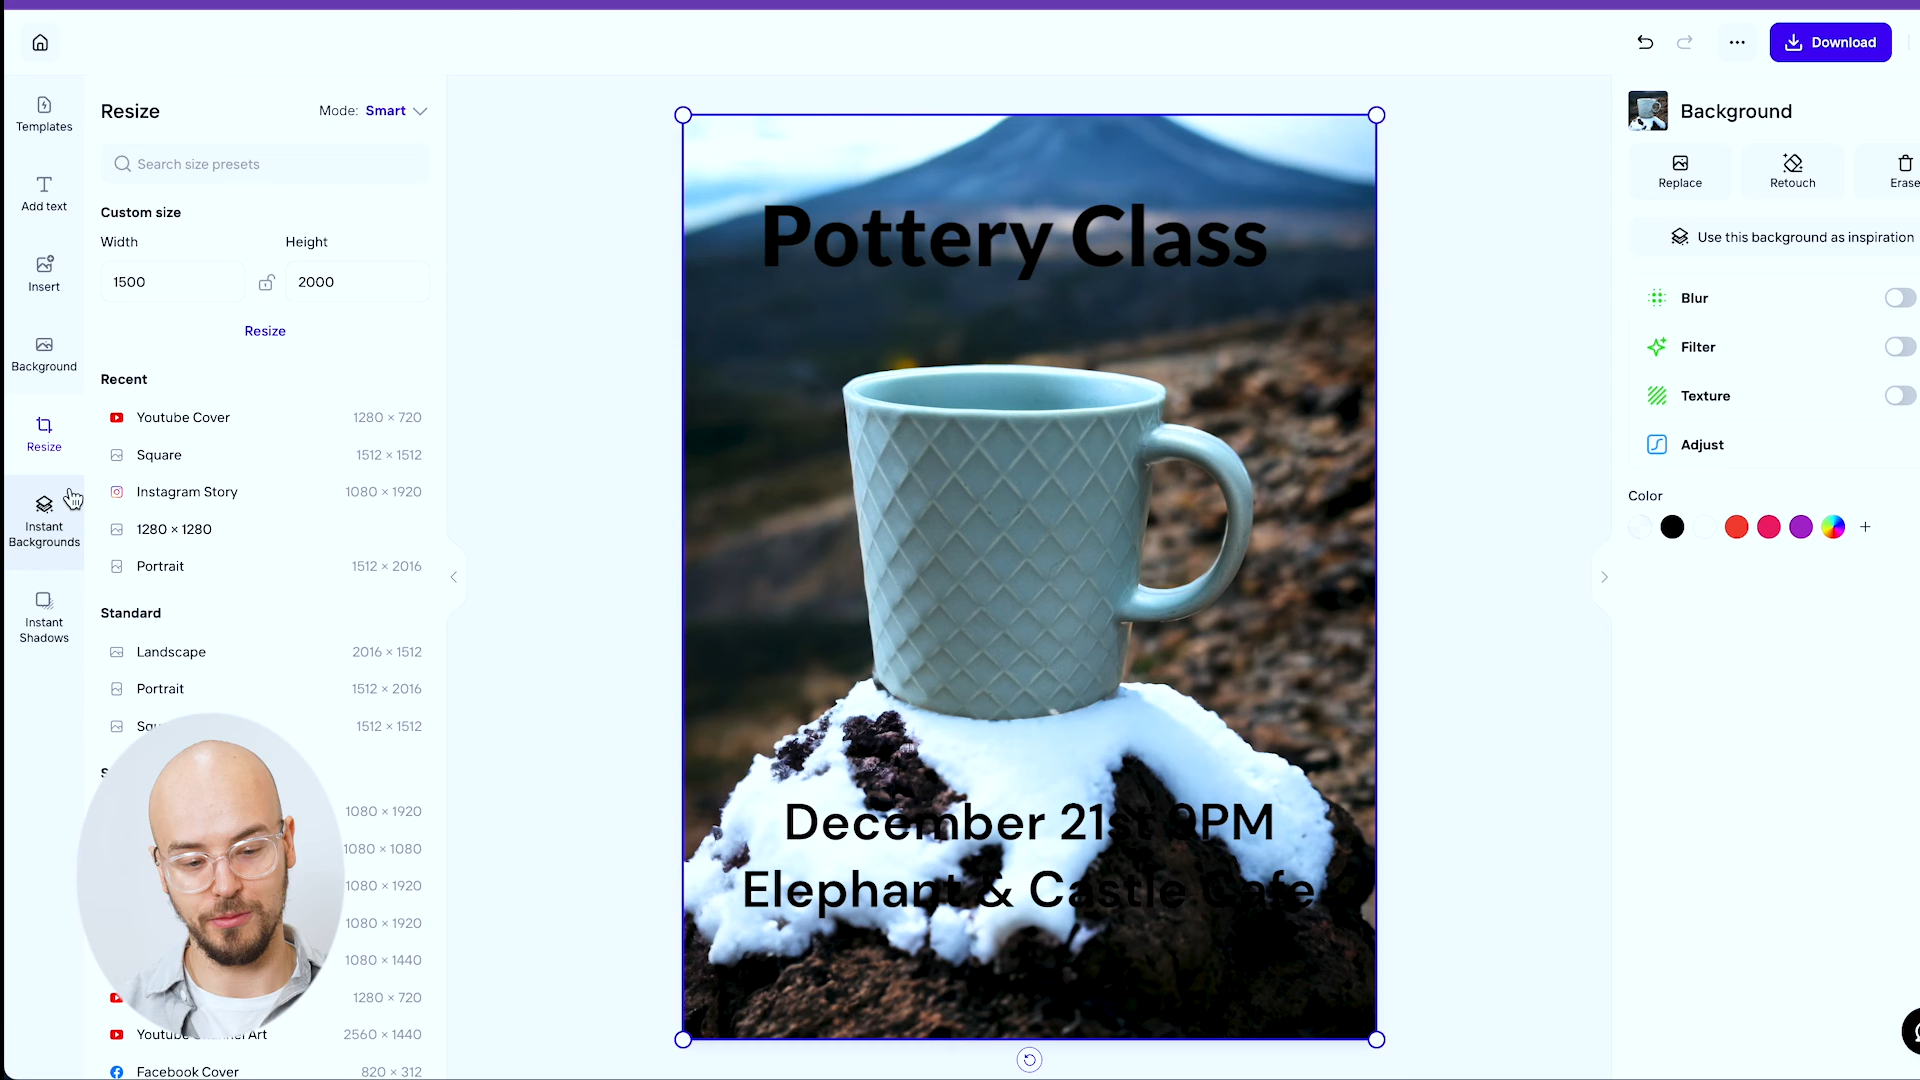 Download
Templates
Add text
Insert
Background
Resize
Instant
Backgrounds
Instant
Shadows
Resize
Mode: Smart
Search size presets
Custom size
Width
Height
1500
2000
Resize
Recent
Youtube Cover 1280 × 720
Square 1512 × 1512
Instagram Story 1080 × 1920
1280 × 1280
Portrait 1512 × 2016
Standard
Landscape 2016 × 1512
Portrait 1512 × 2016
1512 × 1512
1080 × 1920
1080 × 1080
1080 × 1920
1080 × 1920
1080 × 1440
1280 × 720
Art 2560 × 1440
Facebook Cover 820 × 312
Pottery Class
December 21st 9PM
Elephant & Castle Cafe
Background
Replace
Retouch
Erase
Use this background as inspiration
Blur
Filter
Texture
Adjust
Color